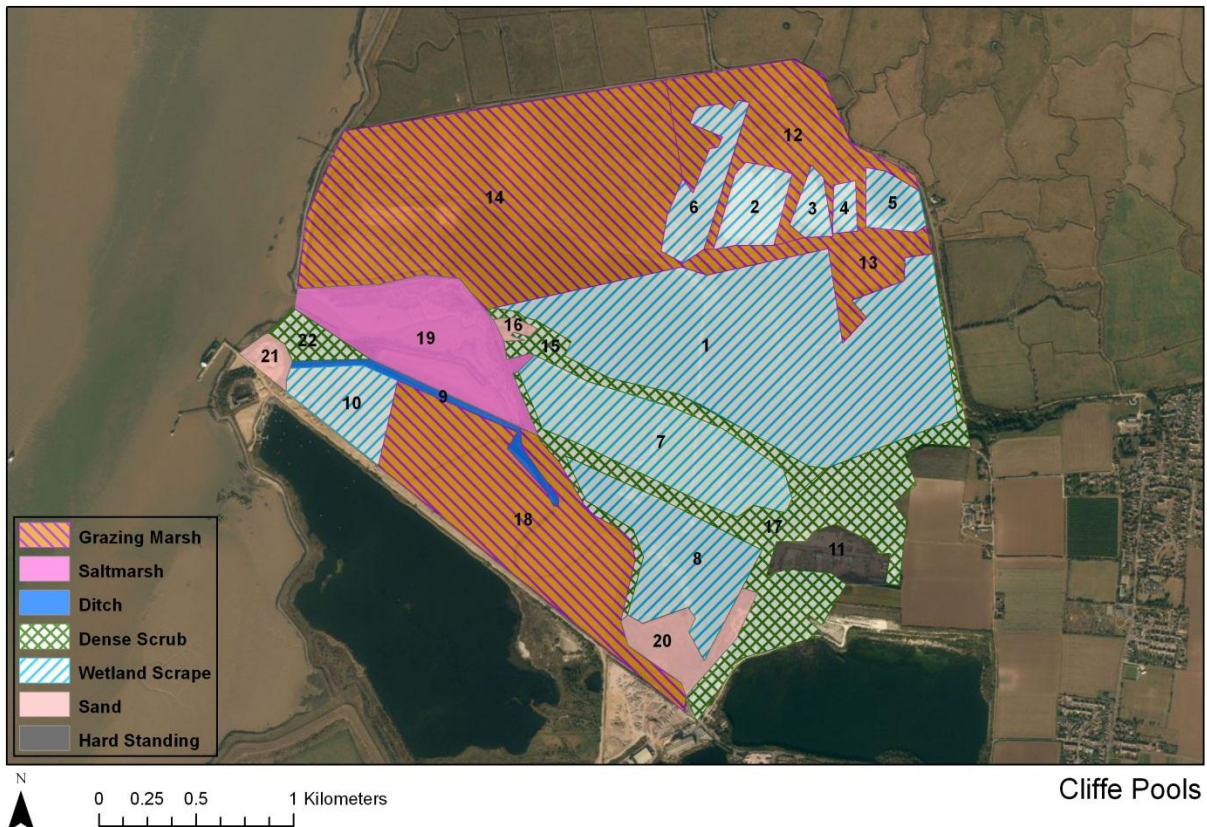 12
14
6
2
3
4
5
13
16
1
22
19
15
21
9
10
7
18
17
11
8
20
Grazing Marsh
Saltmarsh
Ditch
Dense Scrub
Wetland Scrape
Sand
Hard Standing
N
0 0.25 0.5 1 Kilometers
Cliffe Pools